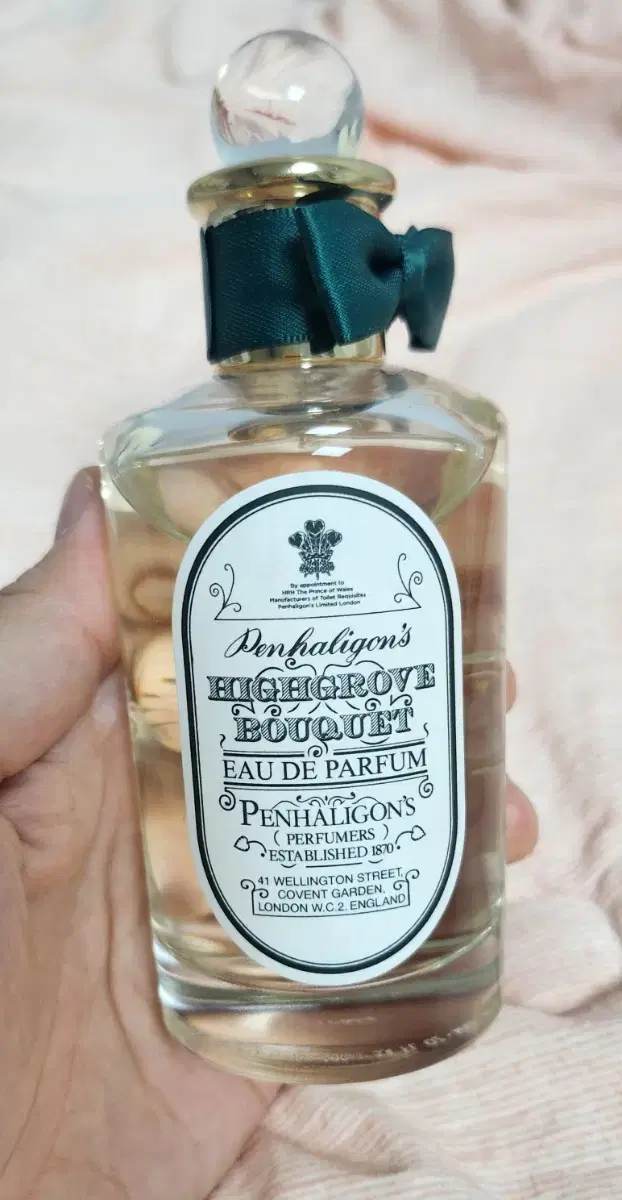 By appointment to
HRH The Prince of Wales
Manufacturers of Toilet Requisites
Penhaligon's Limited London
Penhaligon's
HIGHGROVE
BOUQUET
EAU DE PARFUM
PENHALIGON'S
( PERFUMERS )
ESTABLISHED 1870
41 WELLINGTON STREET,
COVENT GARDEN,
LONDON W.C.2. ENGLAND